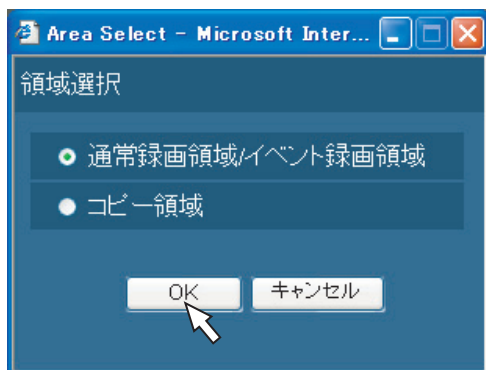 Area Select - Microsoft Inter...
領域選択
通常録画領域/イベント録画領域
コピー領域
OK キャンセル